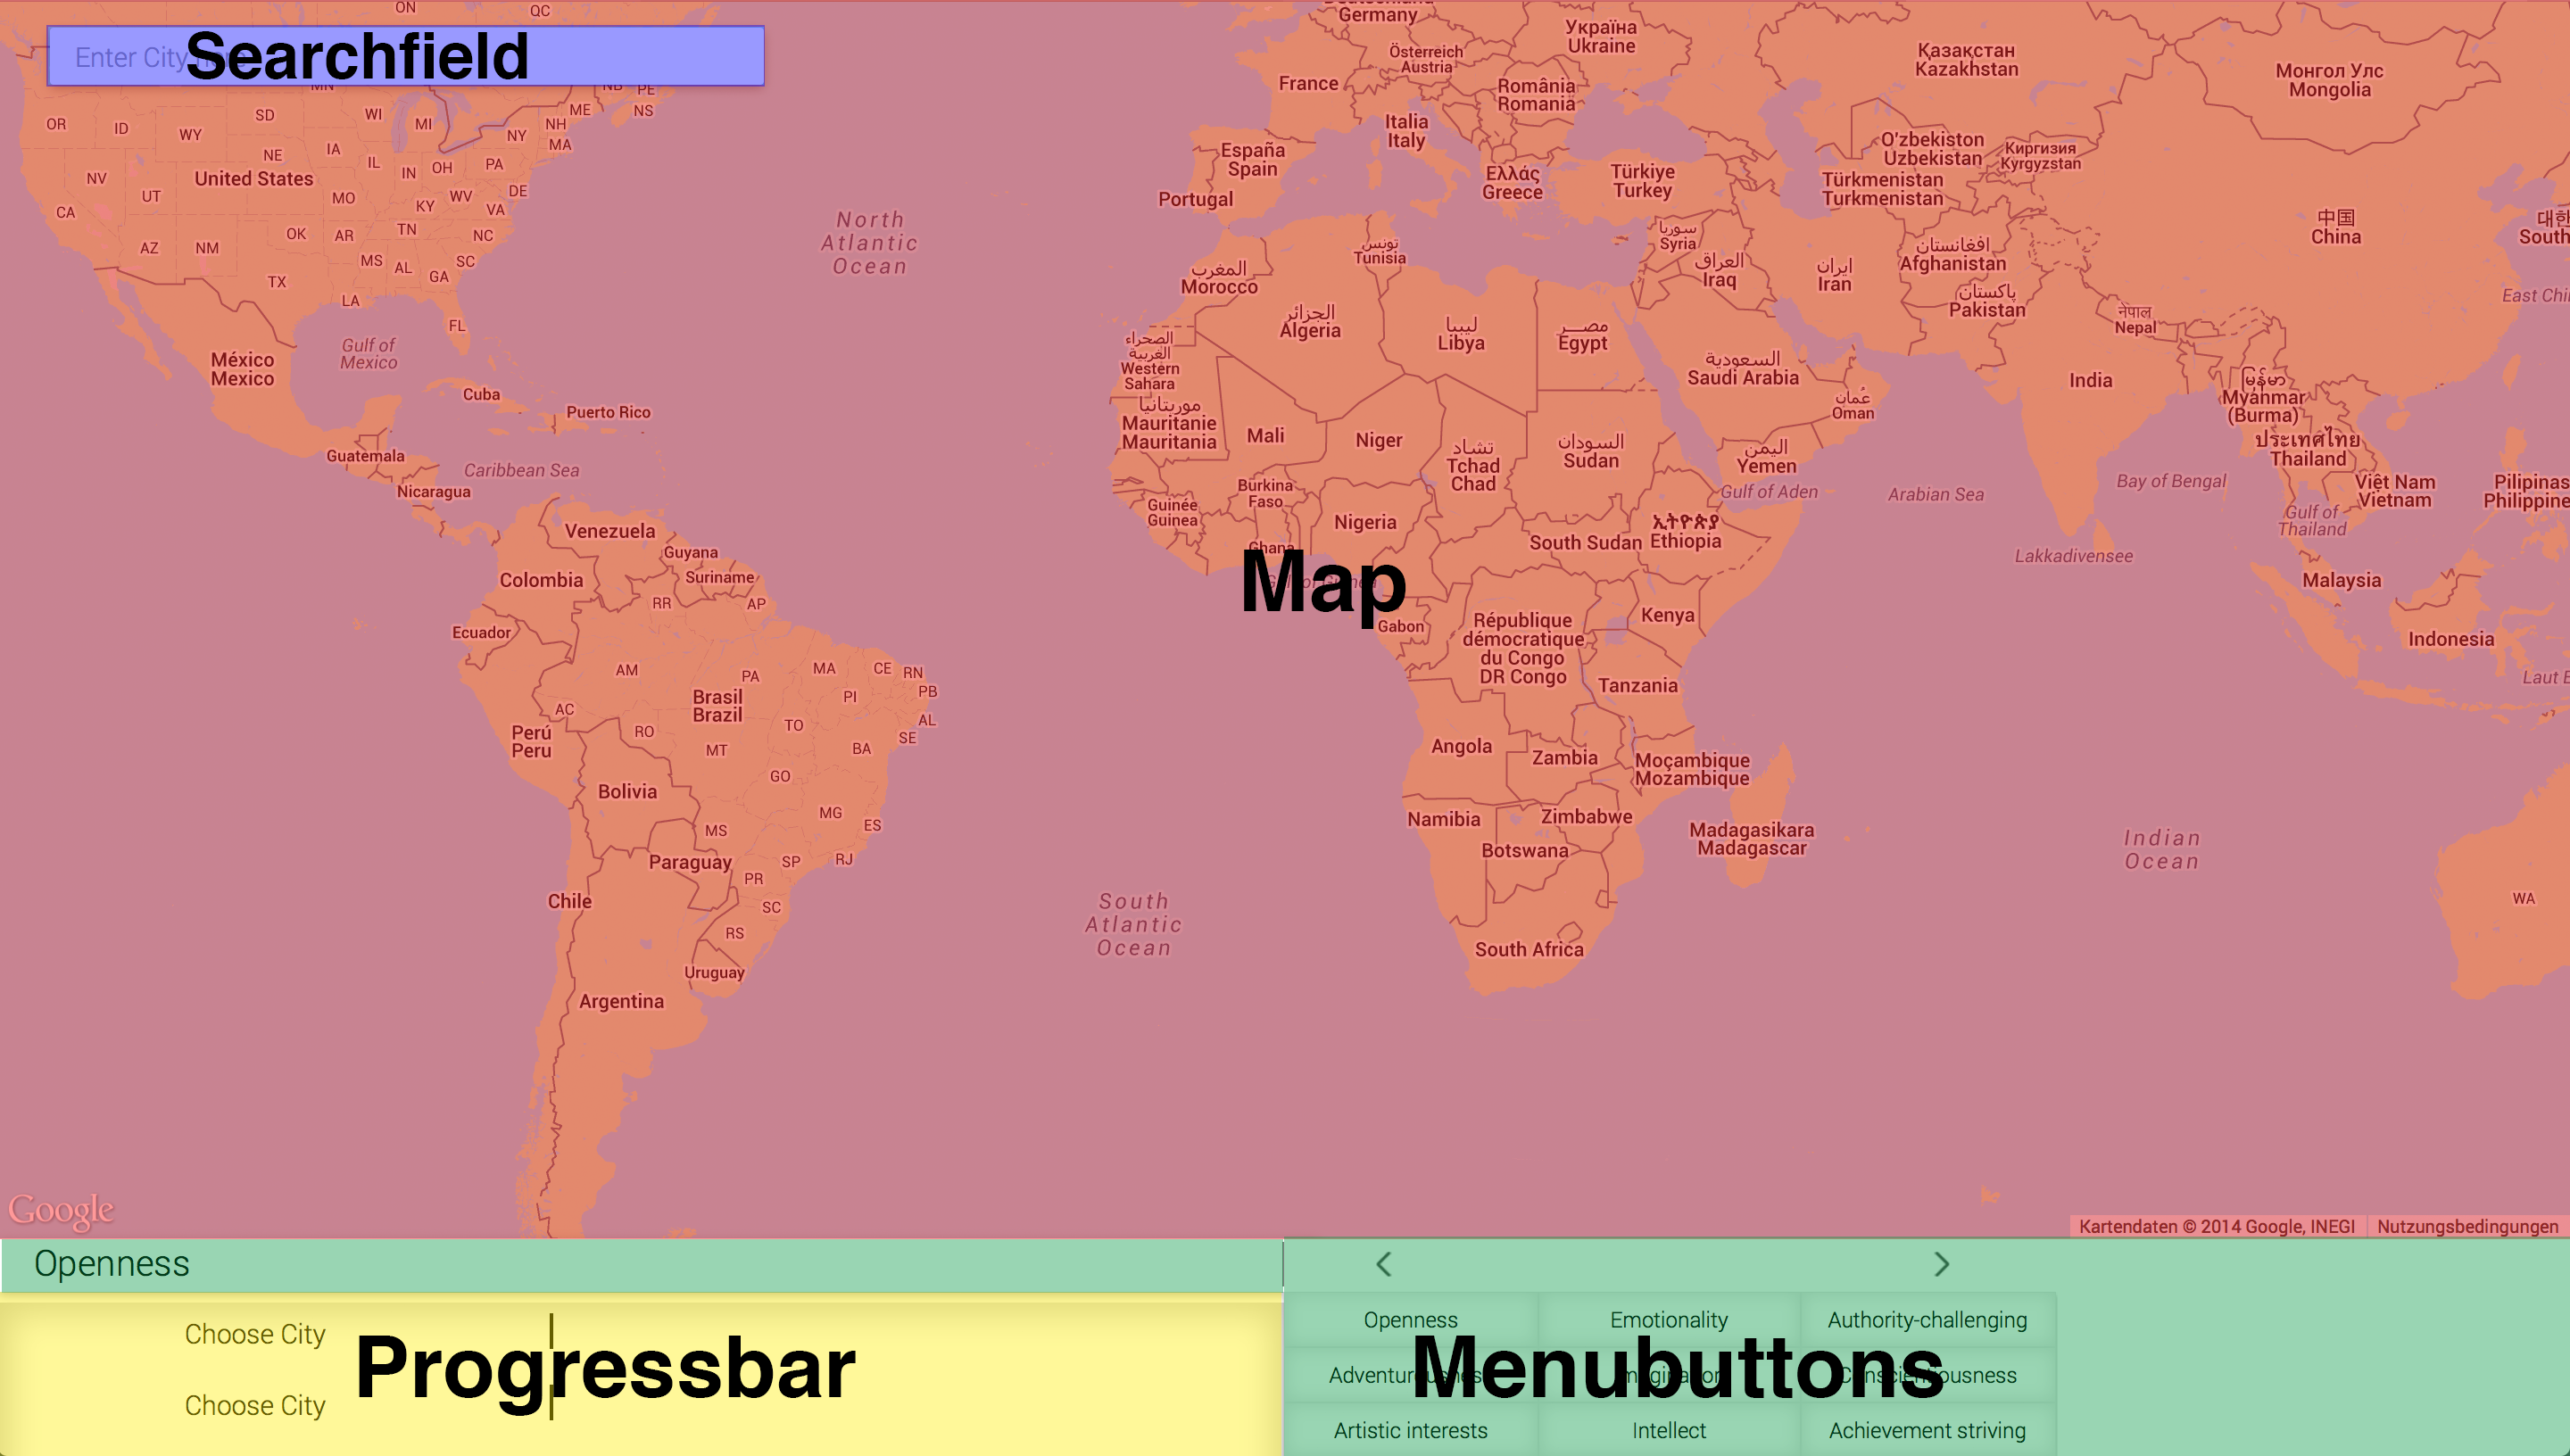 ON
QC
Enter City
Searchfield
NB
PE
OR
ID
WY
SD
WI
MI
NY
NH
ME
NS
MA
NE
IA
IL
IN
OH
PA
NV
UT
United States
MO
KY
WV
DE
VA
CA
AZ
NM
OK
AR
TN
NC
TX
MS
AL
GA
SC
LA
FL
México
Mexico
Gulf of
Mexico
Cuba
Puerto Rico
Guatemala
Caribbean Sea
Nicaragua
North
Atlantic
Ocean
Germany
Україна
Ukraine
Österreich
Austria
France
România
Romania
Italia
Italy
España
Spain
Portugal
Ελλάς
Greece
Türkiye
Turkey
Қазақстан
Kazakhstan
Монгол Улс
Mongolia
O'zbekiston
Uzbekistan
Киргизия
Kyrgyzstan
Türkmenistan
Turkmenistan
中国
China
South
سوريا
Syria
العراق
Iraq
ایران
Iran
افغانستان
Afghanistan
پاکستان
Pakistan
नेपाल
Nepal
تونس
Tunisia
المغرب
Morocco
الجزائر
Algeria
ليبيا
Libya
مصر
Egypt
الصحراء
الغربية
Western
Sahara
السعودية
Saudi Arabia
عُمان
Oman
India
မြန်မာ
Myanmar
(Burma)
ประเทศไทย
Thailand
Việt Nam
Vietnam
Pilipinas
Philippine
East Chi
موريتانيا
Mauritanie
Mauritania
Mali
Niger
تشاد
Tchad
Chad
السودان
Sudan
اليمن
Yemen
Gulf of Aden
Arabian Sea
Bay of Bengal
Gulf of
Thailand
Lakkadivensee
Burkina
Faso
Guinée
Guinea
Nigeria
Ghana
South Sudan
ኢትዮጵያ
Ethiopia
Map
Gabon
République
démocratique
du Congo
DR Congo
Kenya
Tanzania
Malaysia
Indonesia
Laut
Venezuela
Guyana
Suriname
Colombia
RR
AP
Ecuador
AM
PA
MA
CE
RN
PB
PI
Brasil
Brazil
AC
RO
TO
AL
SE
BA
MT
Perú
Peru
GO
Bolivia
MG
ES
MS
Paraguay
SP
RJ
PR
Chile
SC
RS
Uruguay
Argentina
South
Atlantic
Ocean
Angola
Zambia
Moçambique
Mozambique
Namibia
Zimbabwe
Botswana
Madagasikara
Madagascar
South Africa
Indian
Ocean
WA
Google
Kartendaten © 2014 Google, INEGI
Nutzungsbedingungen
Openness
< >
Choose City
Choose City
Progressbar
Openness
Emotionality
Authority-challenging
Menubuttons
Artistic interests
Intellect
Achievement striving